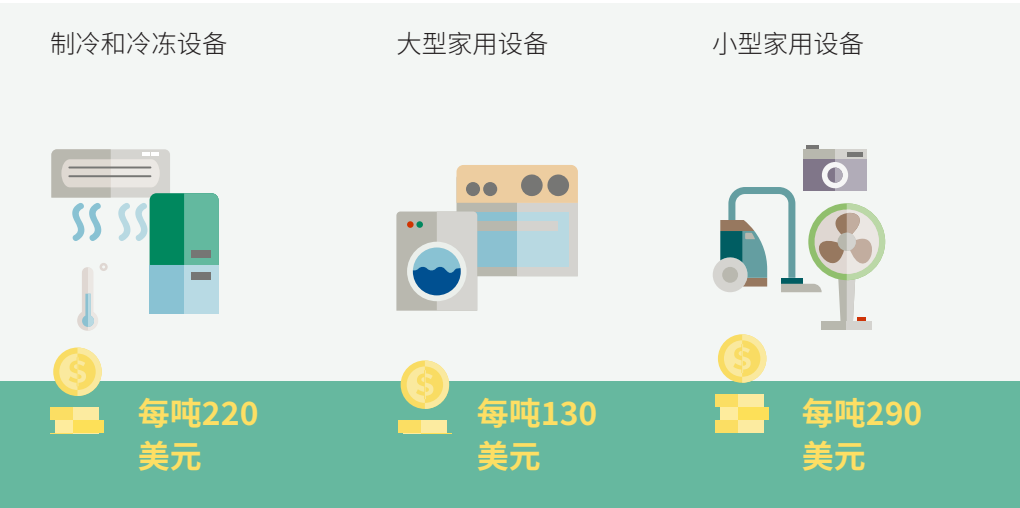 制冷和冷冻设备
大型家用设备
小型家用设备
$
$
$
每吨220
美元
每吨130
美元
每吨290
美元